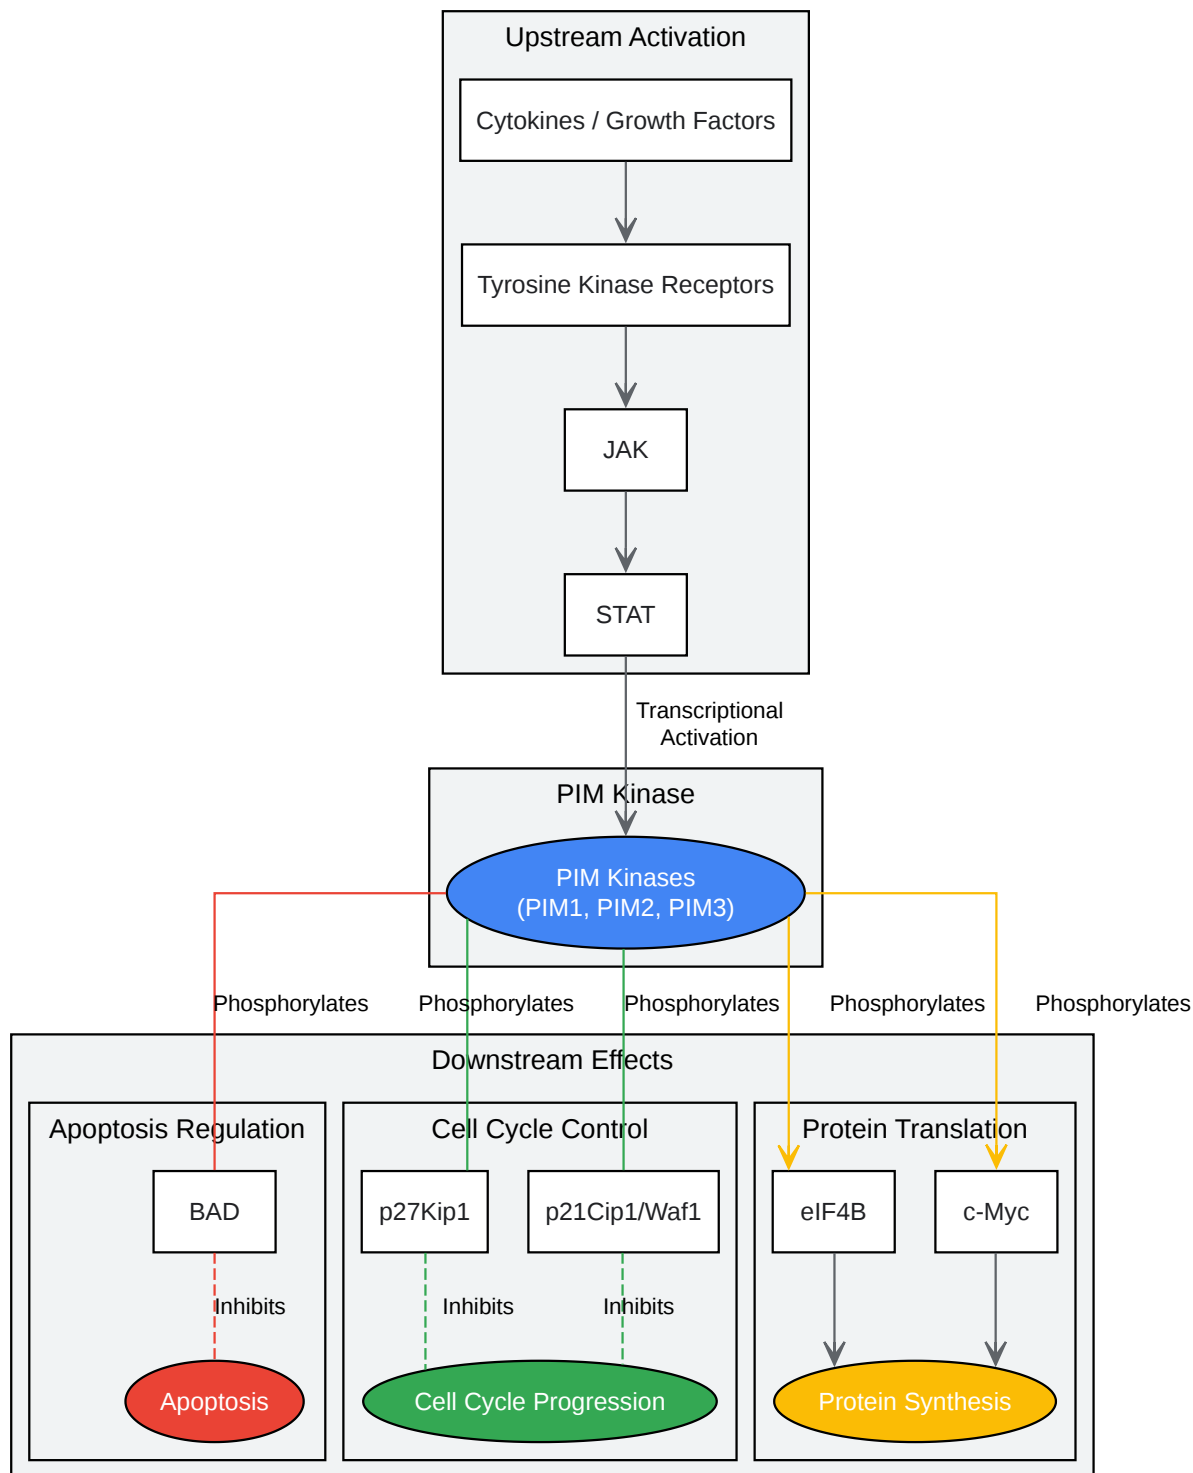 Upstream Activation
Cytokines / Growth Factors
Tyrosine Kinase Receptors
JAK
STAT
Transcriptional
Activation
PIM Kinase
PIM Kinases
(PIM1, PIM2, PIM3)
Phosphorylates
Phosphorylates
Phosphorylates
Phosphorylates
Phosphorylates
Downstream Effects
Apoptosis Regulation
Cell Cycle Control
Protein Translation
BAD
p27Kip1
p21Cip1/Waf1
eIF4B
c-Myc
Inhibits
Inhibits
Inhibits
Apoptosis
Cell Cycle Progression
Protein Synthesis